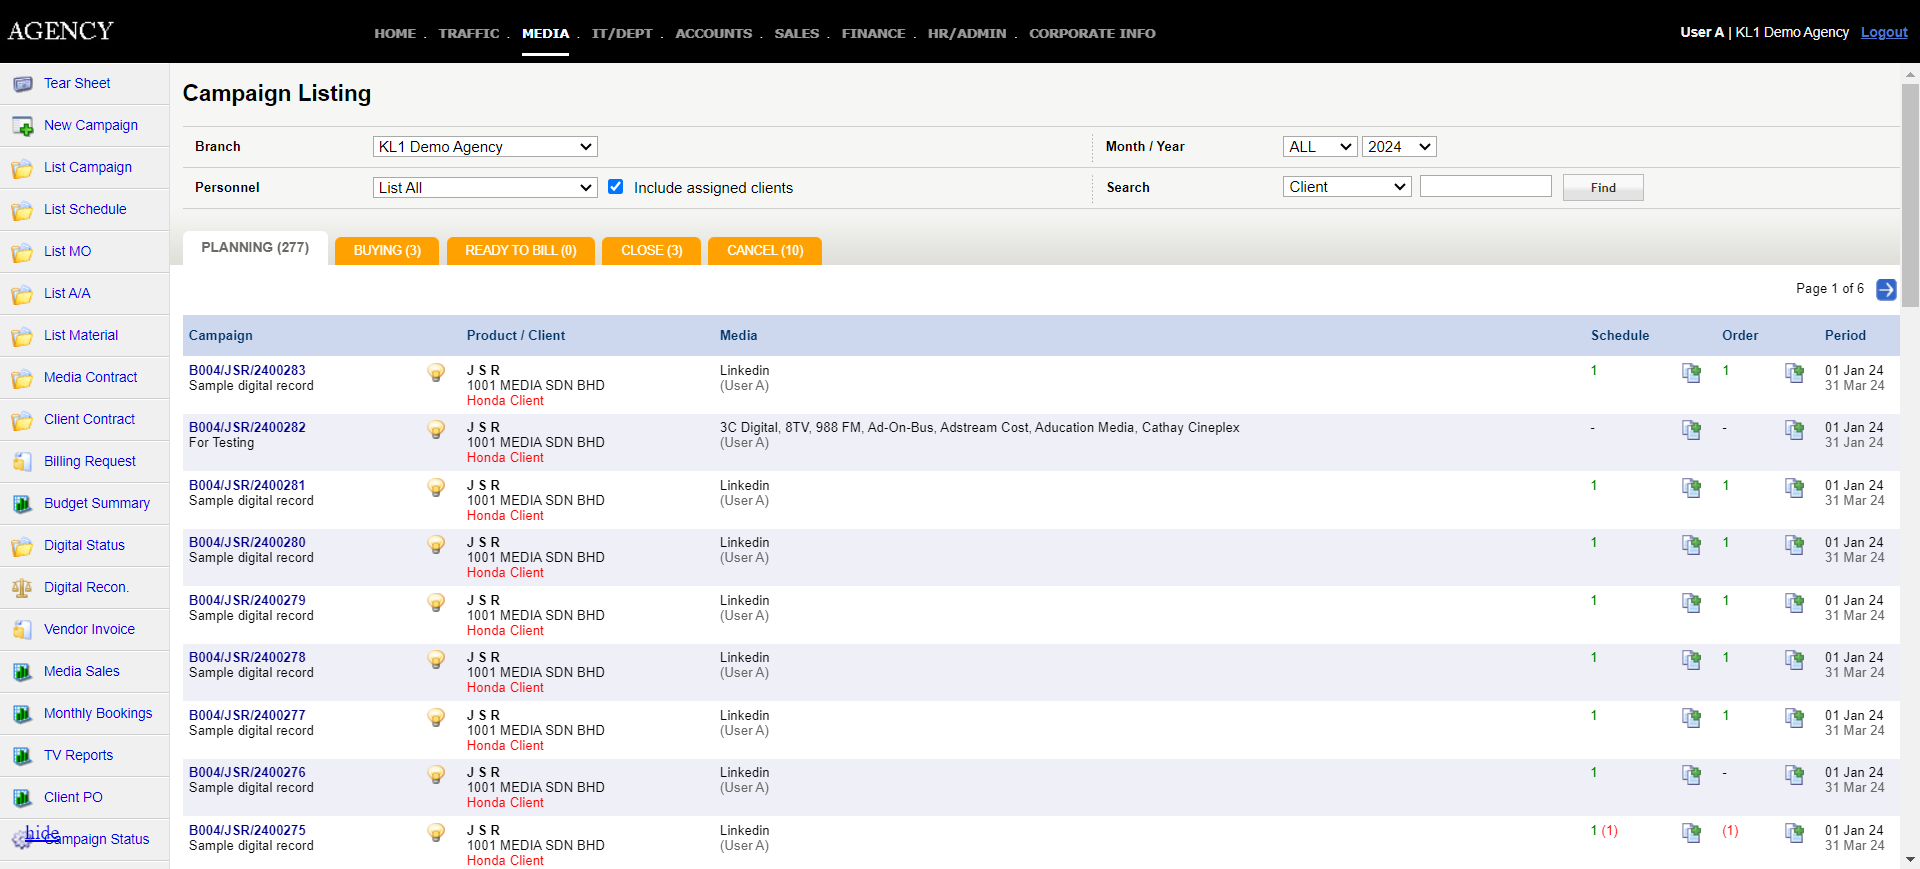 AGENCY
HOME . TRAFFIC . MEDIA . IT/DEPT . ACCOUNTS . SALES . FINANCE . HR/ADMIN . CORPORATE INFO
User A | KL1 Demo Agency Logout
Tear Sheet
New Campaign
List Campaign
List Schedule
List MO
List A/A
List Material
Media Contract
Client Contract
Billing Request
Budget Summary
Digital Status
Digital Recon.
Vendor Invoice
Media Sales
Monthly Bookings
TV Reports
Client PO
hide
Campaign Status
Campaign Listing
Branch KL1 Demo Agency Month / Year ALL 2024
Personnel List All Include assigned clients Search Client Find
PLANNING (277) BUYING (3) READY TO BILL (0) CLOSE (3) CANCEL (10)
Page 1 of 6
Campaign Product / Client Media Schedule Order Period
B004/JSR/2400283 J S R Linkedin 1 1 01 Jan 24
Sample digital record 1001 MEDIA SDN BHD (User A) 31 Mar 24
Honda Client
B004/JSR/2400282 J S R 3C Digital, 8TV, 988 FM, Ad-On-Bus, Adstream Cost, Aducation Media, Cathay Cineplex - - 01 Jan 24
For Testing 1001 MEDIA SDN BHD (User A) 31 Jan 24
Honda Client
B004/JSR/2400281 J S R Linkedin 1 1 01 Jan 24
Sample digital record 1001 MEDIA SDN BHD (User A) 31 Mar 24
Honda Client
B004/JSR/2400280 J S R Linkedin 1 1 01 Jan 24
Sample digital record 1001 MEDIA SDN BHD (User A) 31 Mar 24
Honda Client
B004/JSR/2400279 J S R Linkedin 1 1 01 Jan 24
Sample digital record 1001 MEDIA SDN BHD (User A) 31 Mar 24
Honda Client
B004/JSR/2400278 J S R Linkedin 1 1 01 Jan 24
Sample digital record 1001 MEDIA SDN BHD (User A) 31 Mar 24
Honda Client
B004/JSR/2400277 J S R Linkedin 1 1 01 Jan 24
Sample digital record 1001 MEDIA SDN BHD (User A) 31 Mar 24
Honda Client
B004/JSR/2400276 J S R Linkedin 1 - 01 Jan 24
Sample digital record 1001 MEDIA SDN BHD (User A) 31 Mar 24
Honda Client
B004/JSR/2400275 J S R Linkedin 1 (1) (1) 01 Jan 24
Sample digital record 1001 MEDIA SDN BHD (User A) 31 Mar 24
Honda Client